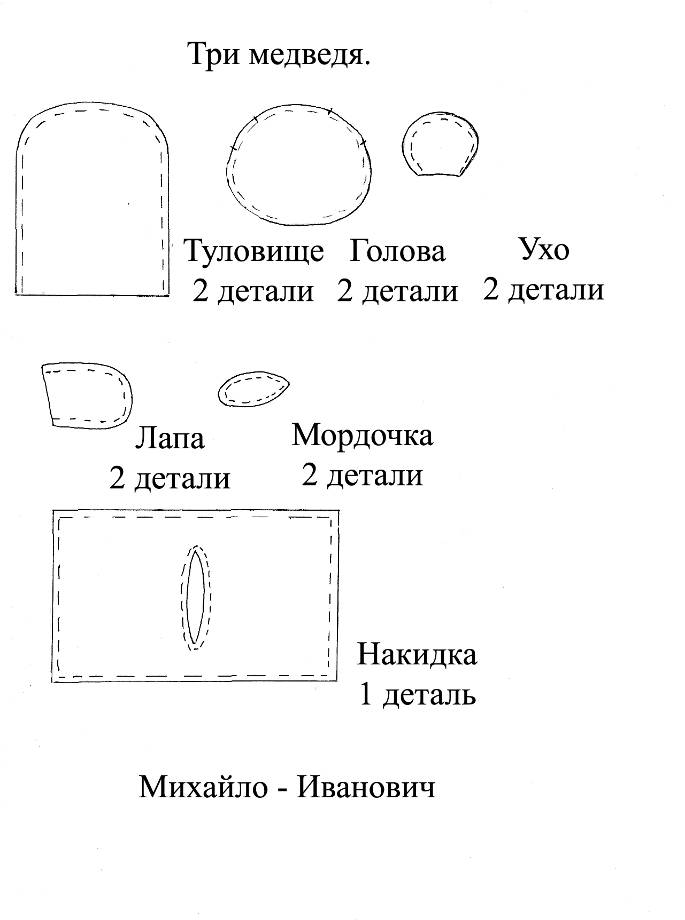 Три медведя.
Туловище Голова Ухо
2 детали 2 детали 2 детали
Лапа Мордочка
2 детали 2 детали
Накидка
1 деталь
Михайло - Иванович